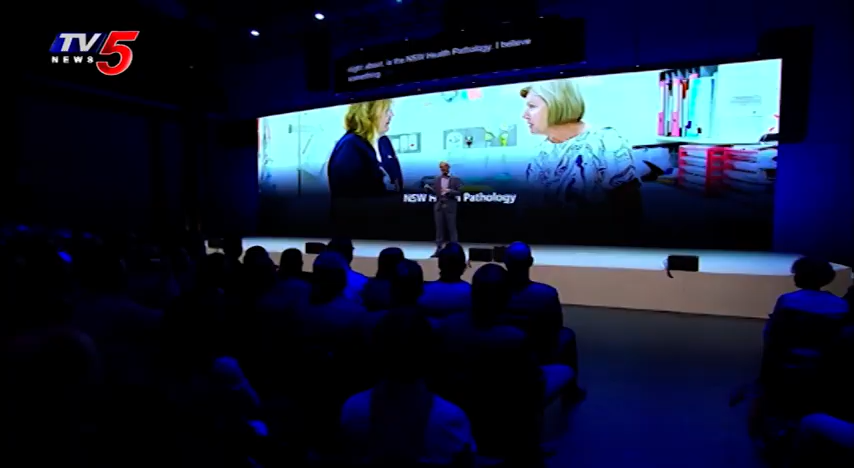 TV5
NEWS
right about, is the NSW Health Pathology. I believe
something
NSW Health Pathology